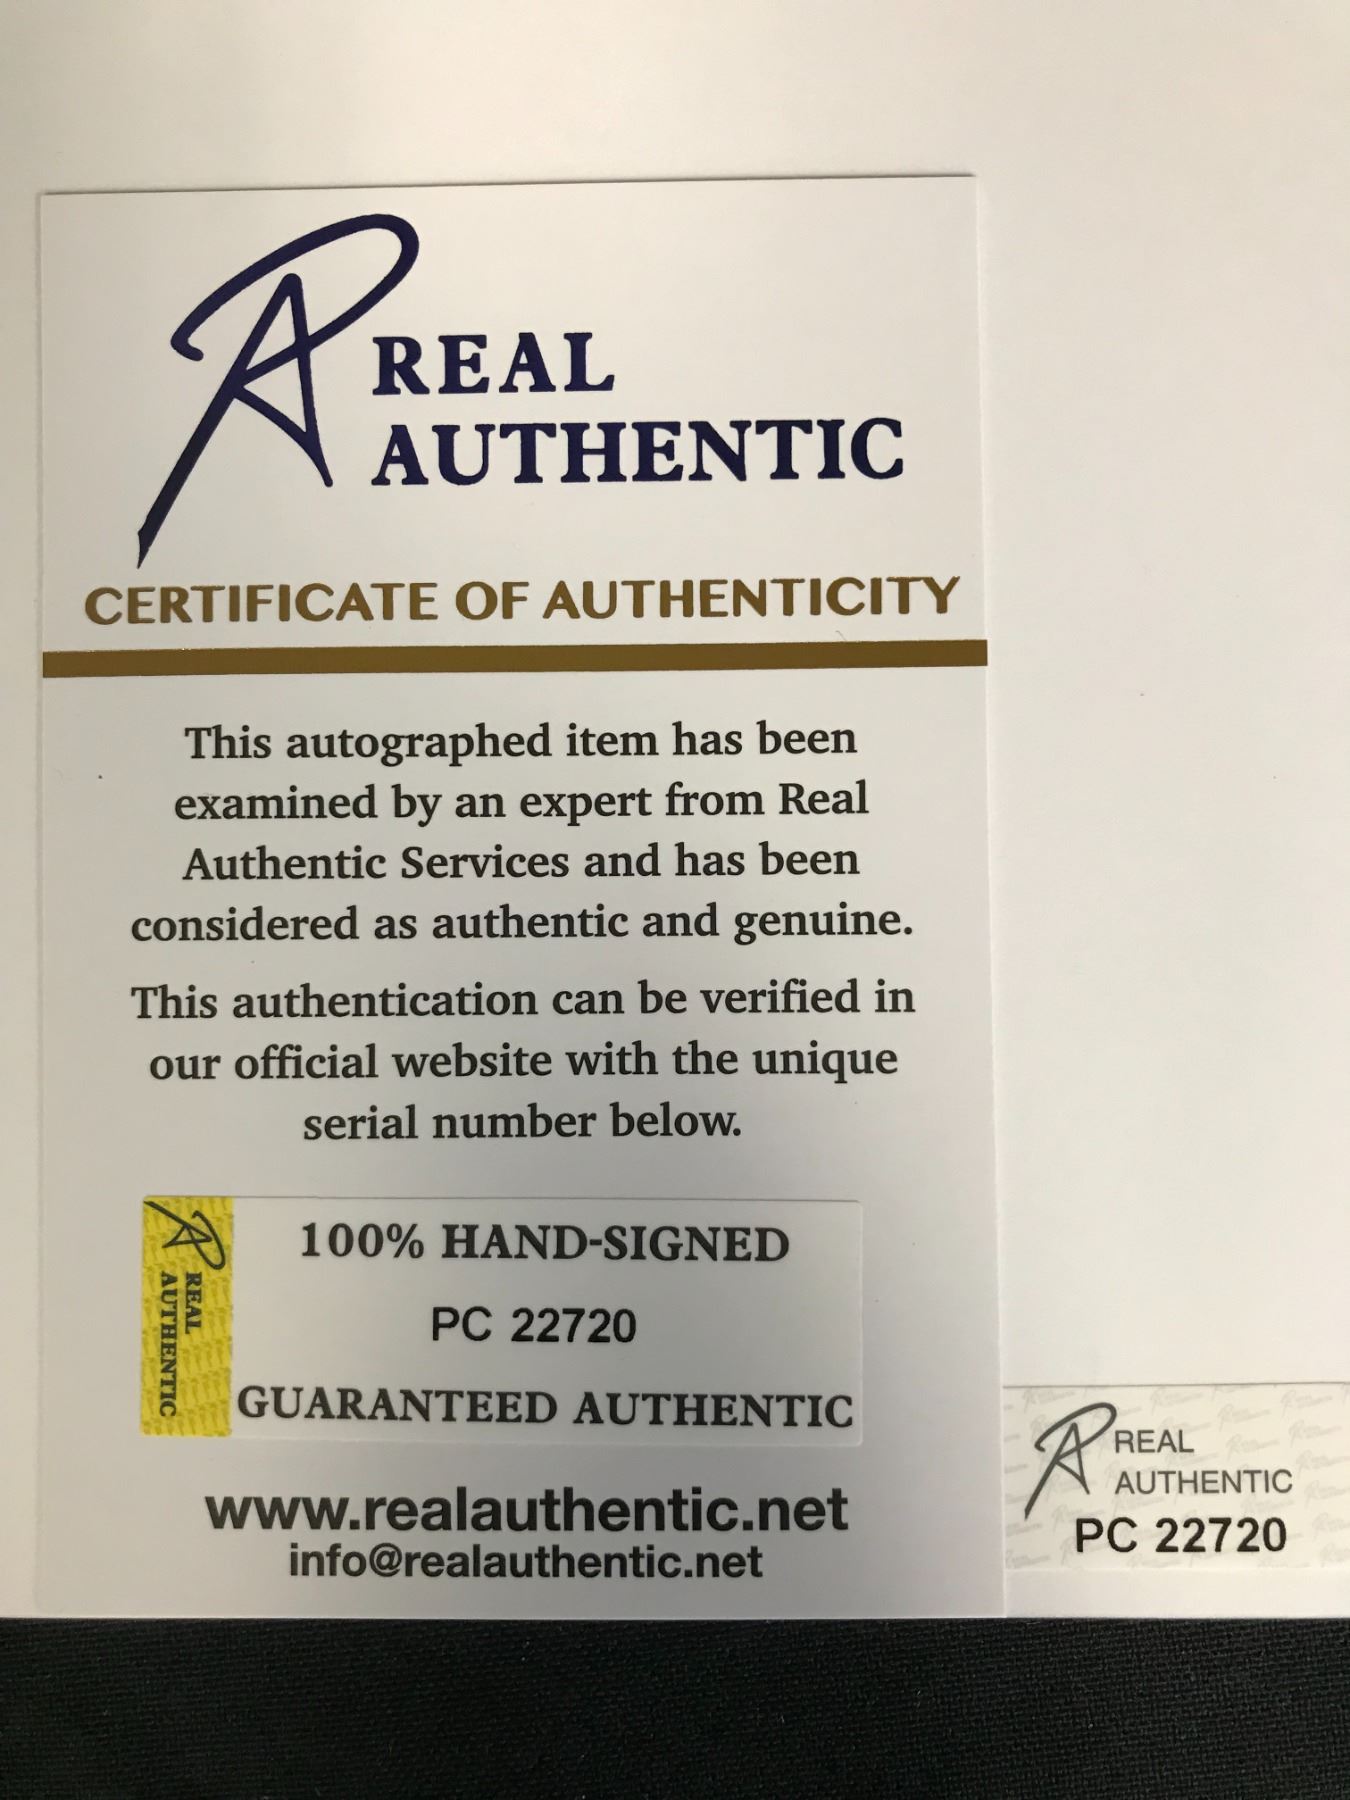 REAL
AUTHENTIC
CERTIFICATE OF AUTHENTICITY
This autographed item has been
examined by an expert from Real
Authentic Services and has been
considered as authentic and genuine.
This authentication can be verified in
our official website with the unique
serial number below.
REAL
AUTHENTIC
100% HAND-SIGNED
PC 22720
GUARANTEED AUTHENTIC
www.realauthentic.net
info@realauthentic.net
REAL
AUTHENTIC
PC 22720